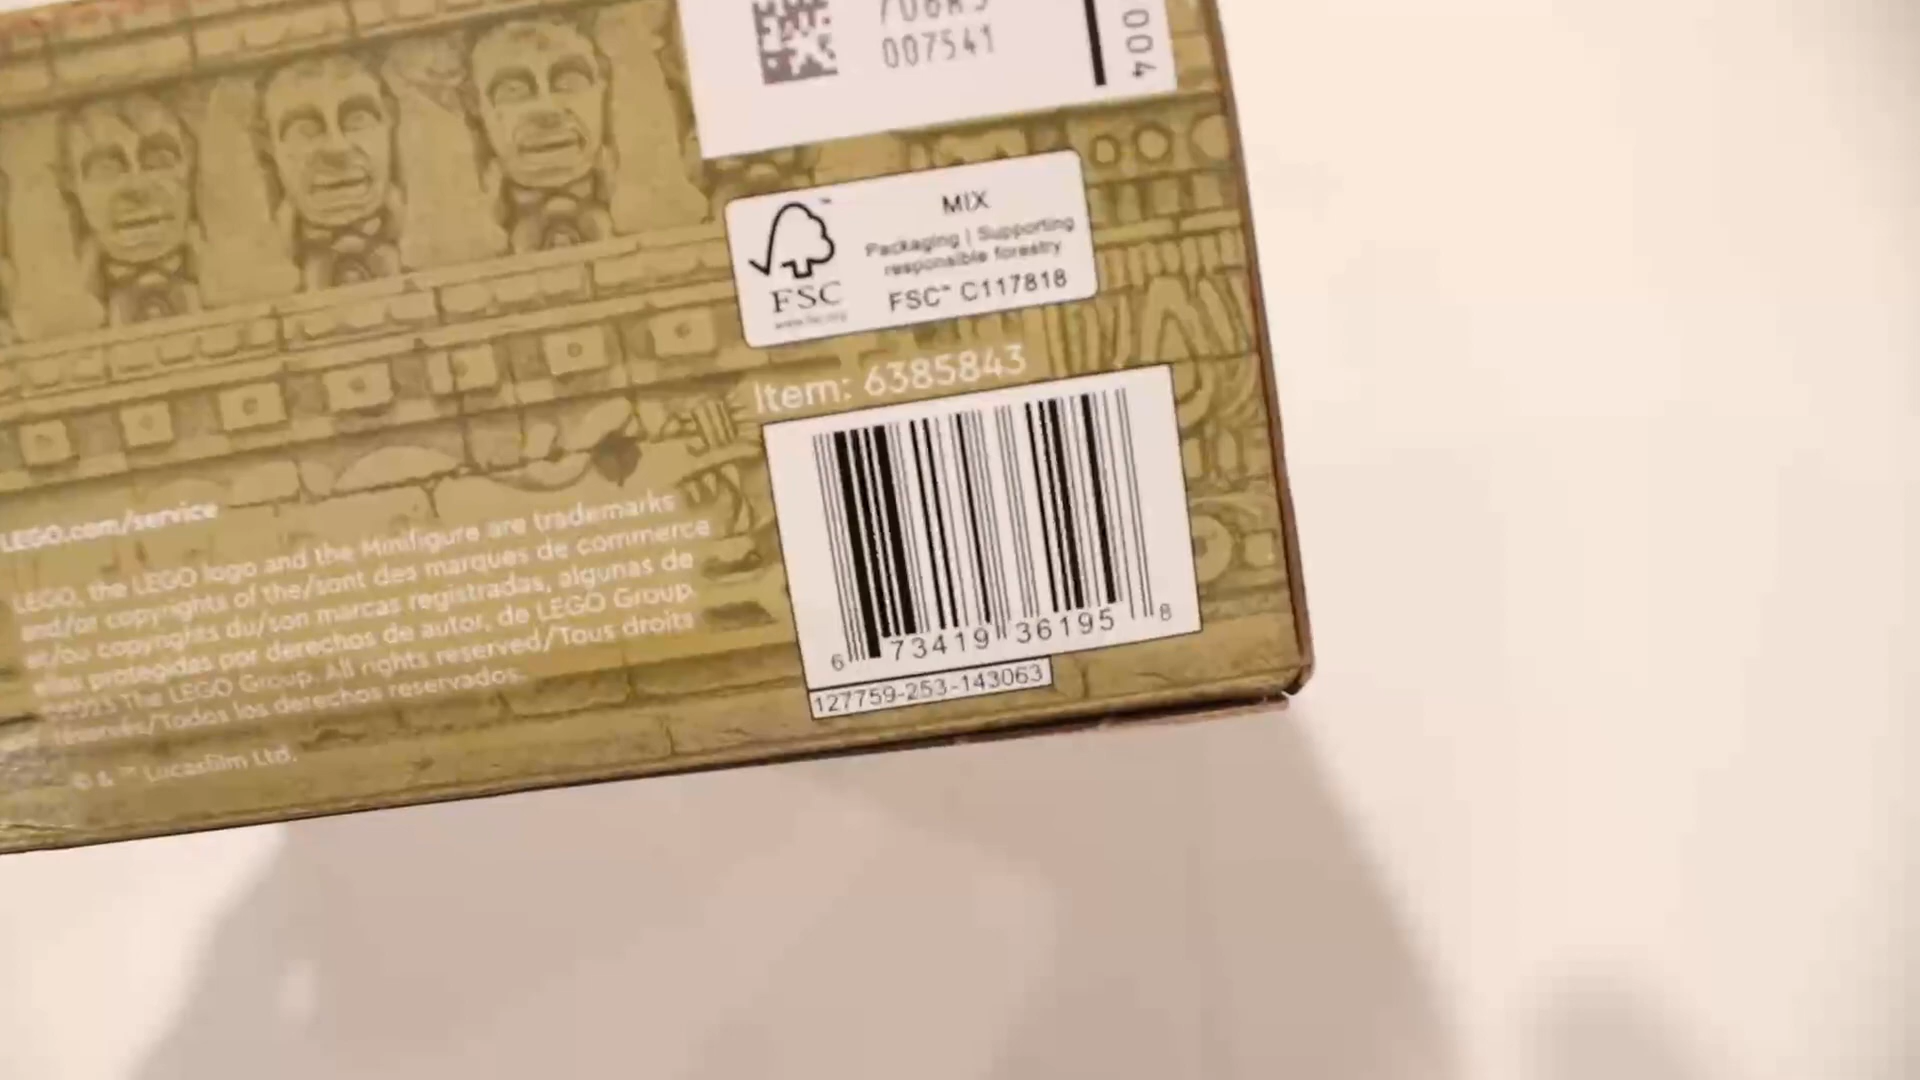 007541
004
MIX
Packaging | Supporting
responsible forestry
FSC™ C117818
FSC
www.fsc.org
Item: 6385843
6 73419 36195 8
127759-253-143063
LEGO.com/service
LEGO, the LEGO logo and the Minifigure are trademarks
and/or copyrights of the/sont des marques de commerce
et/ou copyrights du/son marcas registradas, algunas de
ellas protegidas por derechos de autor, de LEGO Group.
©2023 The LEGO Group. All rights reserved/Tous droits
réservés/Todos los derechos reservados.
© & ™ Lucasfilm Ltd.